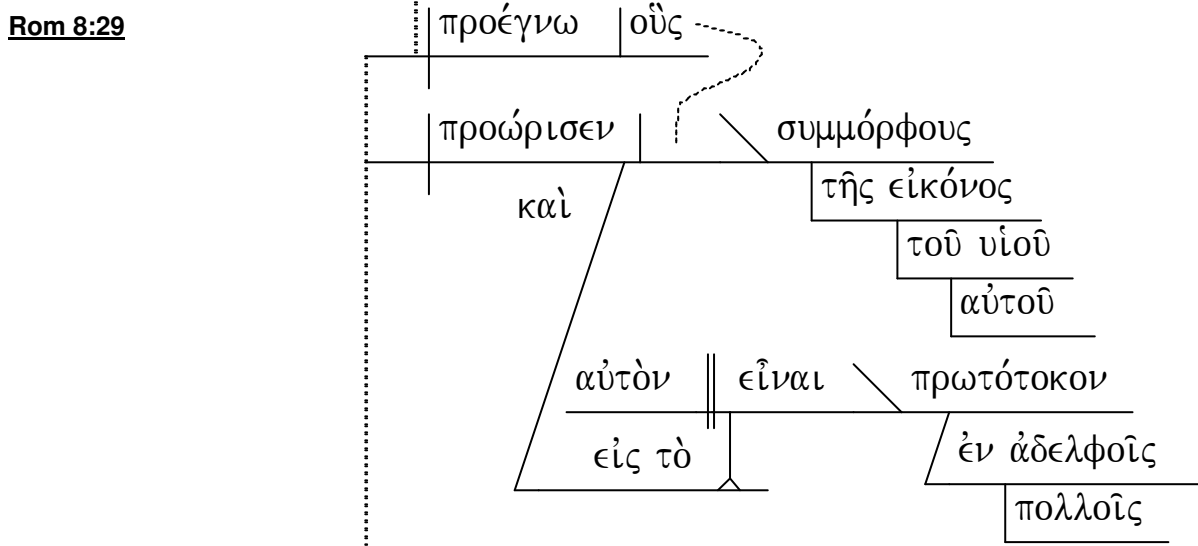 Rom 8:29
προέγνω οὓς
προώρισεν συμμόρφους
καὶ τῆς εἰκόνος
τοῦ υἱοῦ
αὐτοῦ
αὐτὸν εἶναι πρωτότοκον
εἰς τὸ ἐν ἀδελφοῖς
πολλοῖς